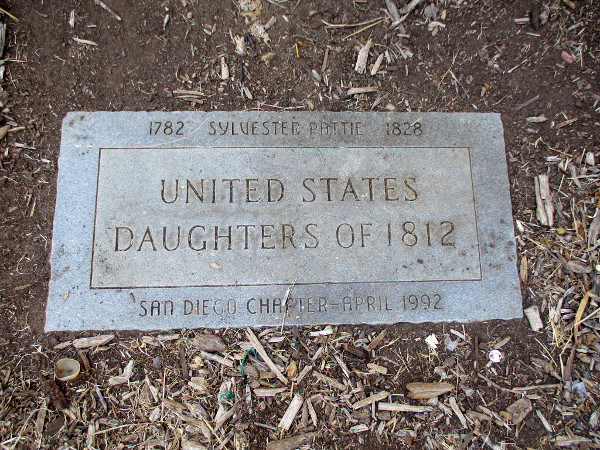 1782 SYLVESTER PATTIE 1828
UNITED STATES
DAUGHTERS OF 1812
SAN DIEGO CHAPTER-APRIL 1992